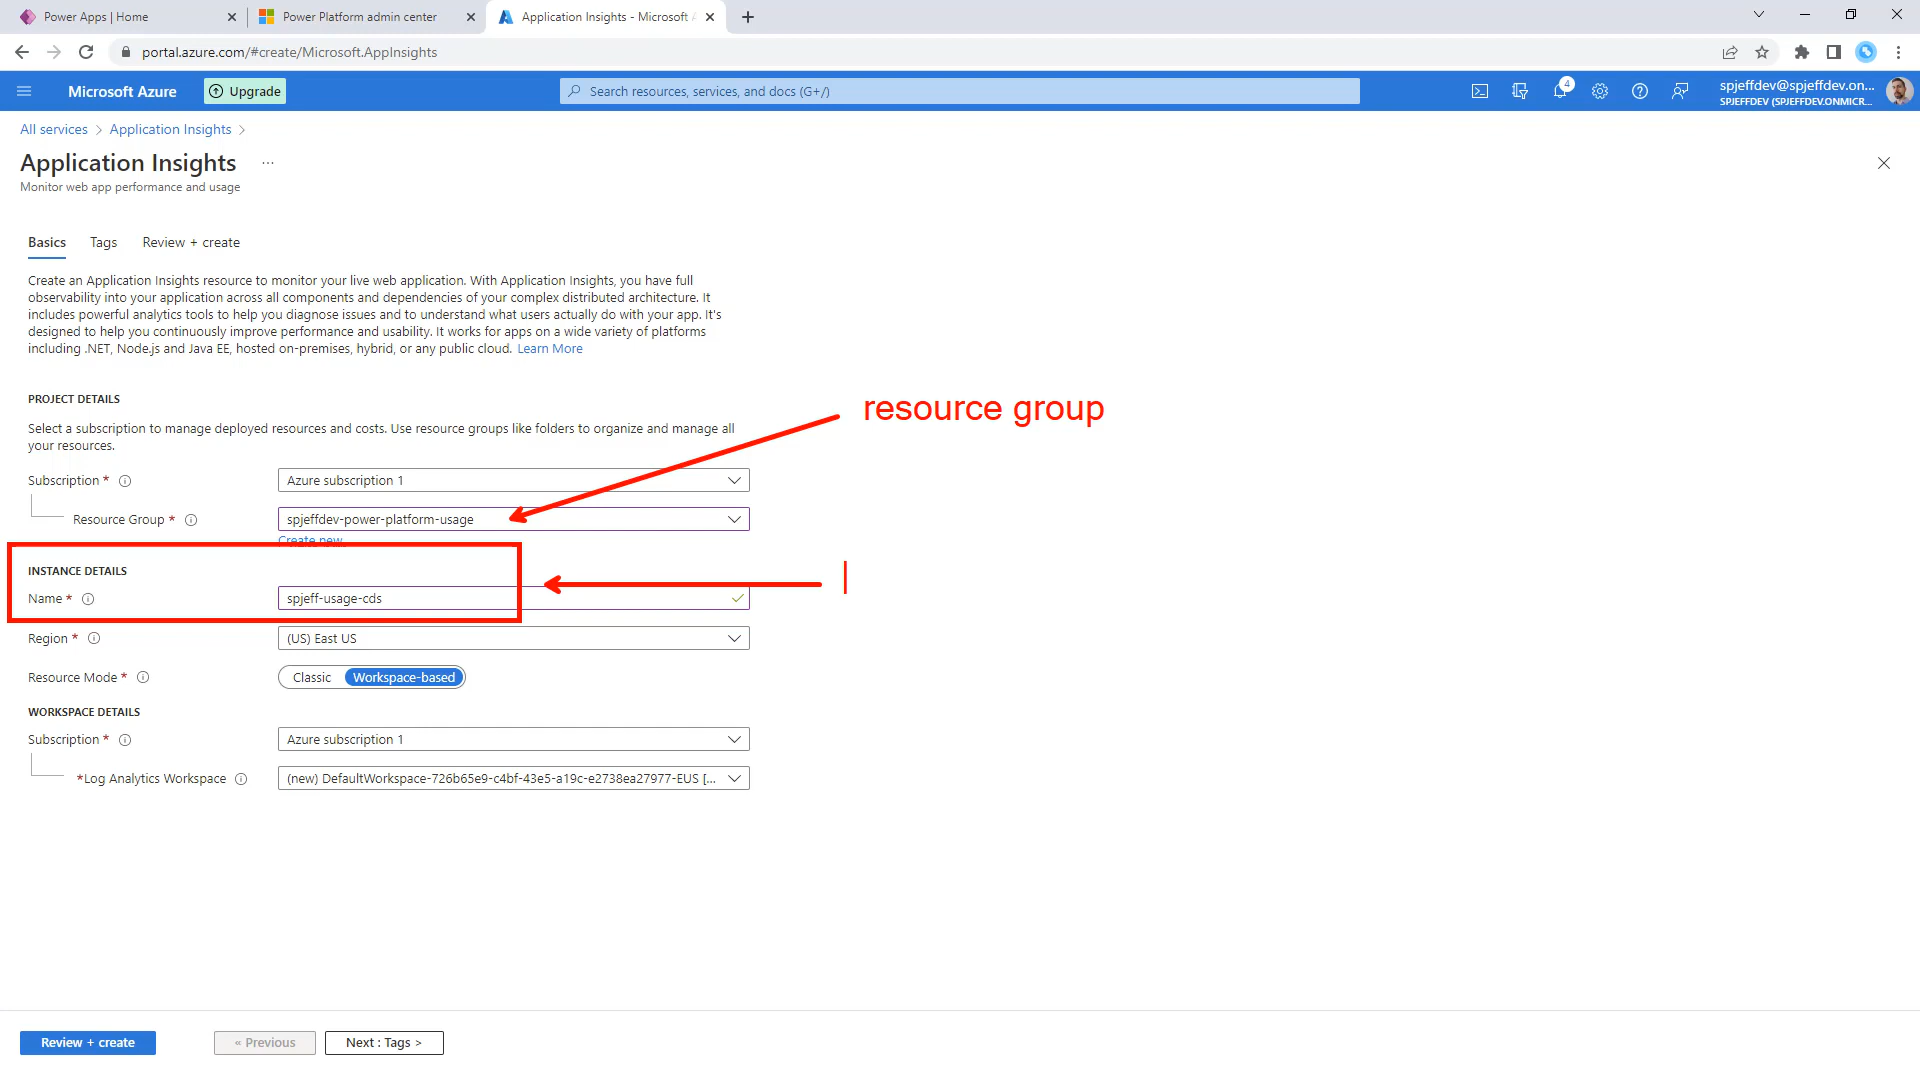 Power Apps | Home
Power Platform admin center
Application Insights - Microsoft A
portal.azure.com/#create/Microsoft.AppInsights
Microsoft Azure
Upgrade
Search resources, services, and docs (G+/)
4
spjeffdev@spjeffdev.on...
SPJEFFDEV (SPJEFFDEV.ONMICR...
All services > Application Insights >
Application Insights ...
Monitor web app performance and usage
Basics
Tags
Review + create
Create an Application Insights resource to monitor your live web application. With Application Insights, you have full
observability into your application across all components and dependencies of your complex distributed architecture. It
includes powerful analytics tools to help you diagnose issues and to understand what users actually do with your app. It's
designed to help you continuously improve performance and usability. It works for apps on a wide variety of platforms
including .NET, Node.js and Java EE, hosted on-premises, hybrid, or any public cloud. Learn More
PROJECT DETAILS
resource group
Select a subscription to manage deployed resources and costs. Use resource groups like folders to organize and manage all
your resources.
Subscription *
Azure subscription 1
Resource Group *
spjeffdev-power-platform-usage
Create new
INSTANCE DETAILS
Name *
spjeff-usage-cds
Region *
(US) East US
Resource Mode *
Classic
Workspace-based
WORKSPACE DETAILS
Subscription *
Azure subscription 1
*Log Analytics Workspace
(new) DefaultWorkspace-726b65e9-c4bf-43e5-a19c-e2738ea27977-EUS [...
Review + create
« Previous
Next : Tags >